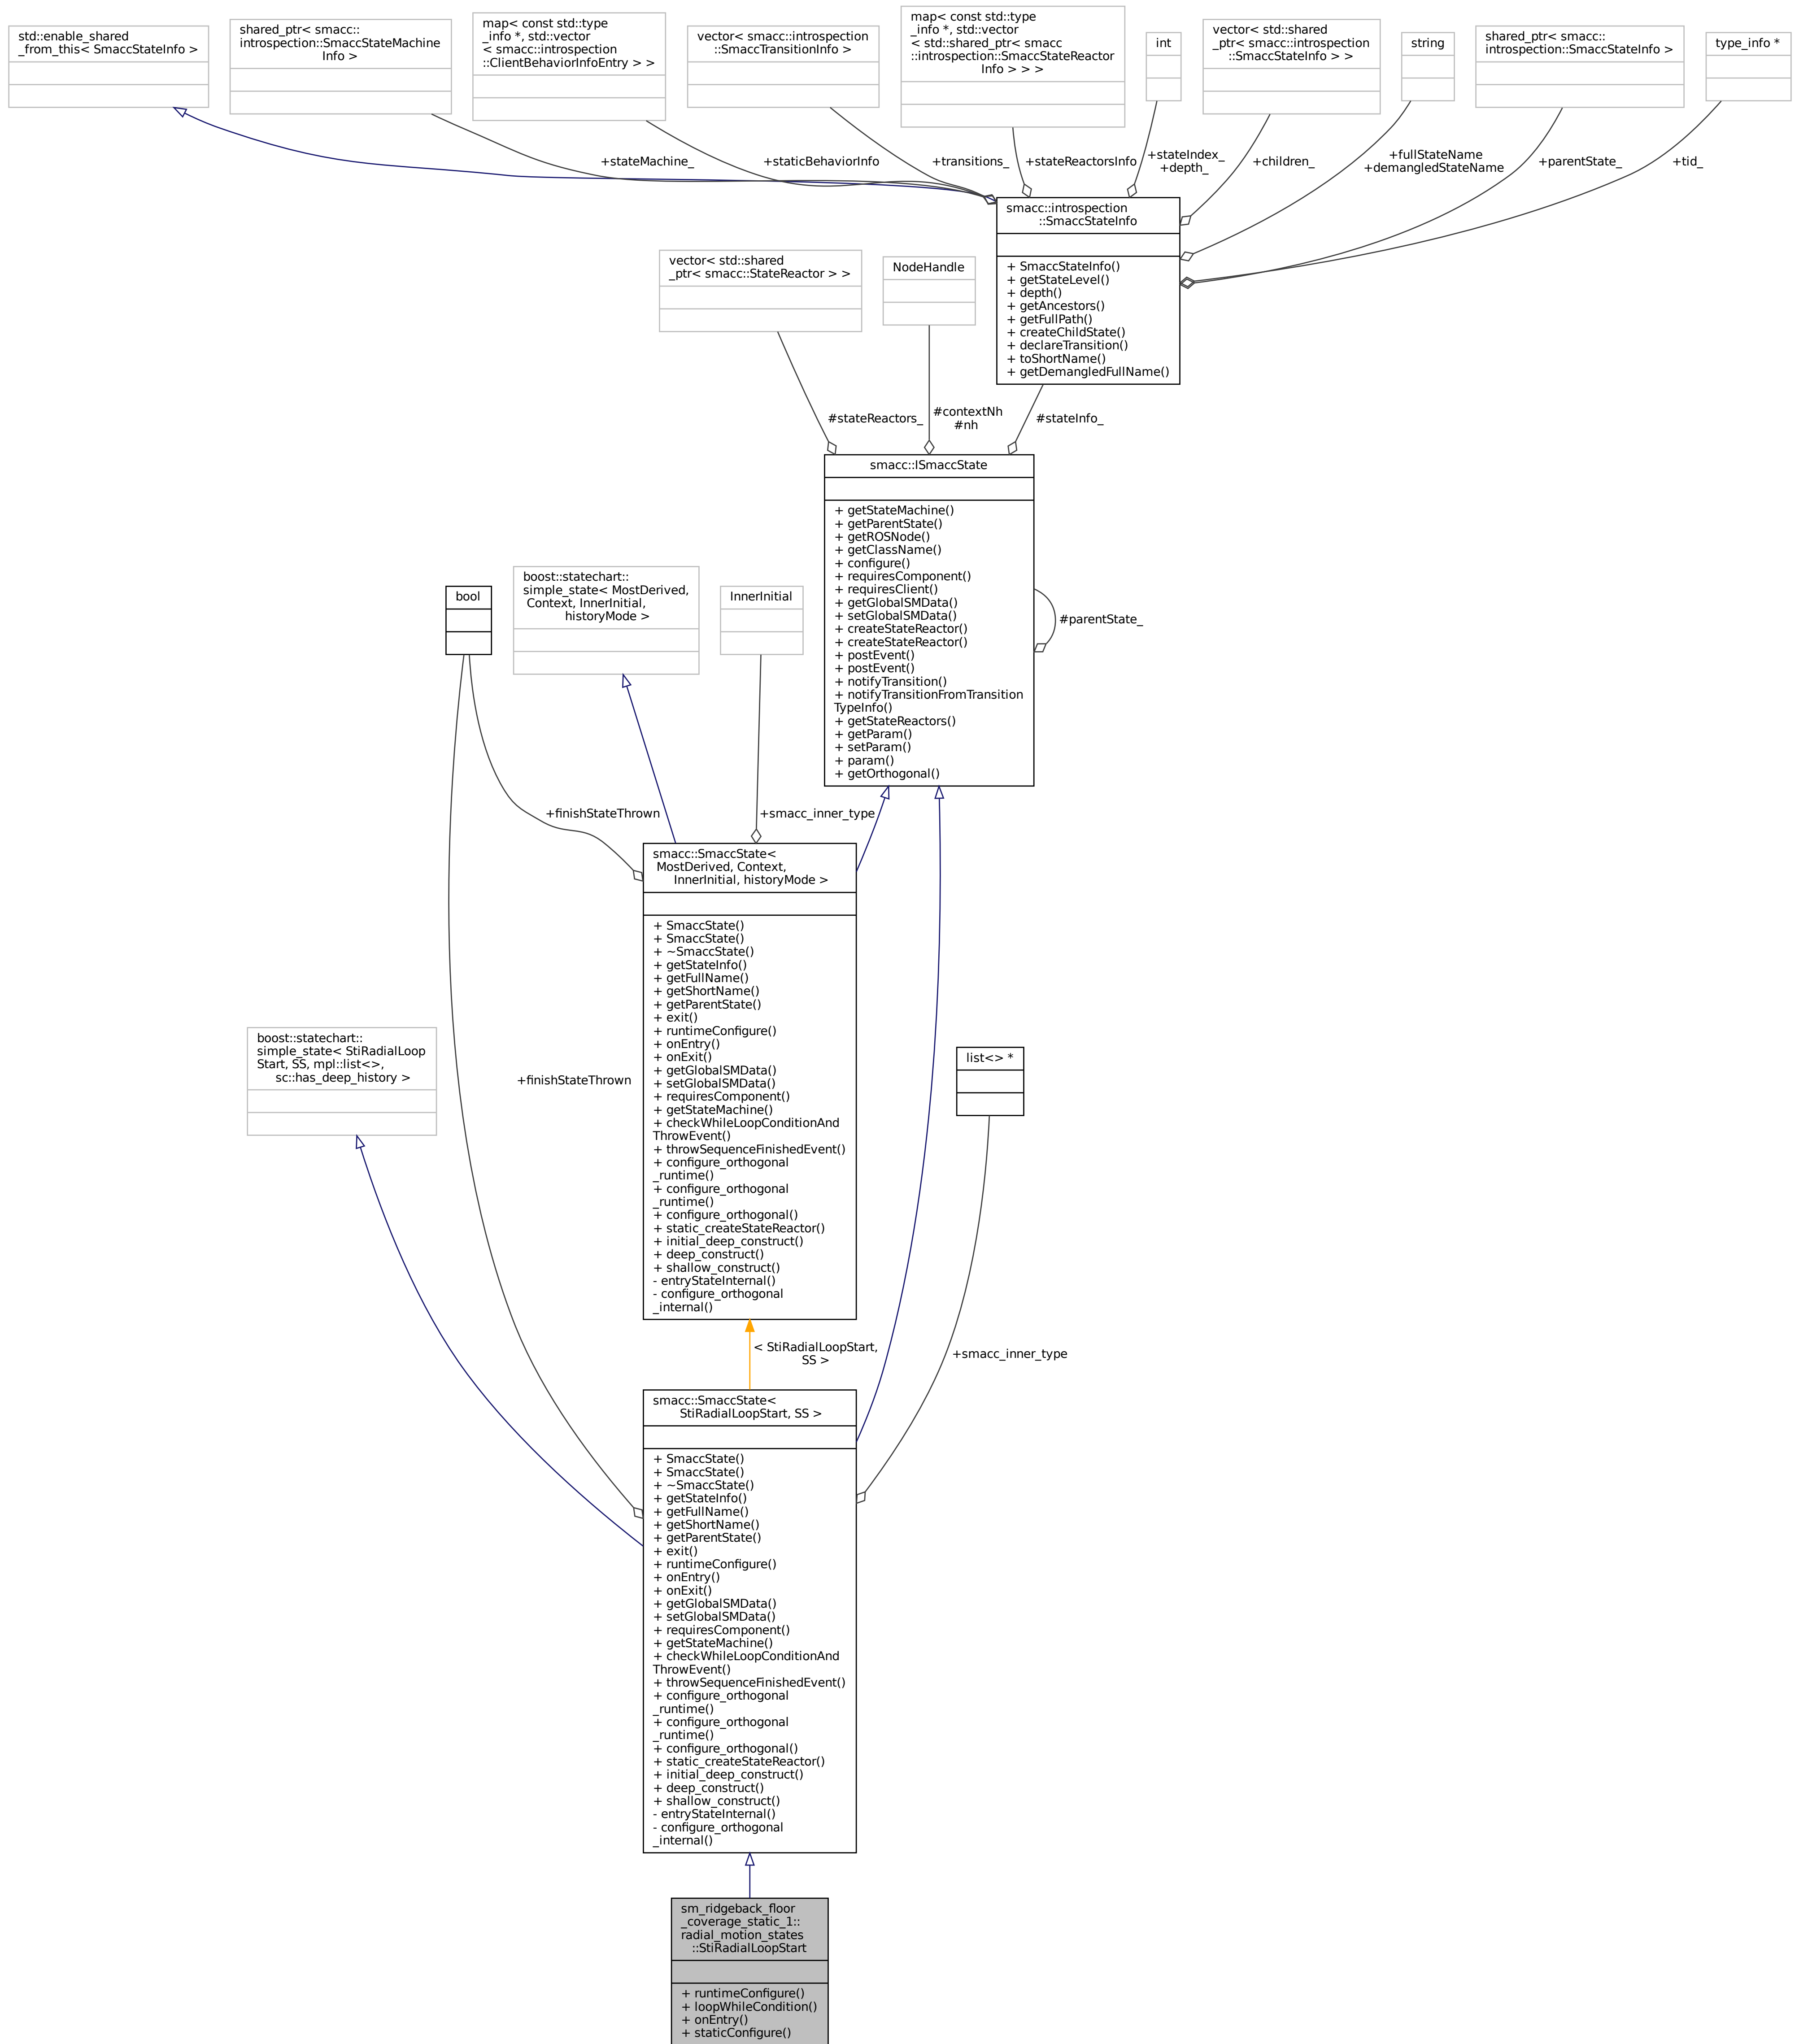 std::enable_shared
_from_this< SmaccStateInfo >
shared_ptr< smacc::
introspection::SmaccStateMachine
Info >
map< const std::type
_info *, std::vector
< smacc::introspection
::ClientBehaviorInfoEntry > >
vector< smacc::introspection
::SmaccTransitionInfo >
map< const std::type
_info *, std::vector
< std::shared_ptr< smacc
::introspection::SmaccStateReactor
Info > > >
int
vector< std::shared
_ptr< smacc::introspection
::SmaccStateInfo > >
string
shared_ptr< smacc::
introspection::SmaccStateInfo >
type_info *
+stateMachine_
+staticBehaviorInfo
+transitions_
+stateReactorsInfo
+stateIndex_
+depth_
+children_
+fullStateName
+demangledStateName
+parentState_
+tid_
smacc::introspection
::SmaccStateInfo
+ SmaccStateInfo()
+ getStateLevel()
+ depth()
+ getAncestors()
+ getFullPath()
+ createChildState()
+ declareTransition()
+ toShortName()
+ getDemangledFullName()
vector< std::shared
_ptr< smacc::StateReactor > >
NodeHandle
#stateReactors_
#contextNh
#nh
#stateInfo_
smacc::ISmaccState
+ getStateMachine()
+ getParentState()
+ getROSNode()
+ getClassName()
+ configure()
+ requiresComponent()
+ requiresClient()
+ getGlobalSMData()
+ setGlobalSMData()
+ createStateReactor()
+ createStateReactor()
+ postEvent()
+ postEvent()
+ notifyTransition()
+ notifyTransitionFromTransition
TypeInfo()
+ getStateReactors()
+ getParam()
+ setParam()
+ param()
+ getOrthogonal()
#parentState_
bool
boost::statechart::
simple_state< MostDerived,
Context, InnerInitial,
historyMode >
InnerInitial
+finishStateThrown
+smacc_inner_type
smacc::SmaccState<
MostDerived, Context,
InnerInitial, historyMode >
+ SmaccState()
+ SmaccState()
+ ~SmaccState()
+ getStateInfo()
+ getFullName()
+ getShortName()
+ getParentState()
+ exit()
+ runtimeConfigure()
+ onEntry()
+ onExit()
+ getGlobalSMData()
+ setGlobalSMData()
+ requiresComponent()
+ getStateMachine()
+ checkWhileLoopConditionAnd
ThrowEvent()
+ throwSequenceFinishedEvent()
+ configure_orthogonal
_runtime()
+ configure_orthogonal
_runtime()
+ configure_orthogonal()
+ static_createStateReactor()
+ initial_deep_construct()
+ deep_construct()
+ shallow_construct()
- entryStateInternal()
- configure_orthogonal
_internal()
boost::statechart::
simple_state< StiRadialLoop
Start, SS, mpl::list<>,
sc::has_deep_history >
+finishStateThrown
list<> *
< StiRadialLoopStart,
SS >
+smacc_inner_type
smacc::SmaccState<
StiRadialLoopStart, SS >
+ SmaccState()
+ SmaccState()
+ ~SmaccState()
+ getStateInfo()
+ getFullName()
+ getShortName()
+ getParentState()
+ exit()
+ runtimeConfigure()
+ onEntry()
+ onExit()
+ getGlobalSMData()
+ setGlobalSMData()
+ requiresComponent()
+ getStateMachine()
+ checkWhileLoopConditionAnd
ThrowEvent()
+ throwSequenceFinishedEvent()
+ configure_orthogonal
_runtime()
+ configure_orthogonal
_runtime()
+ configure_orthogonal()
+ static_createStateReactor()
+ initial_deep_construct()
+ deep_construct()
+ shallow_construct()
- entryStateInternal()
- configure_orthogonal
_internal()
sm_ridgeback_floor
_coverage_static_1::
radial_motion_states
::StiRadialLoopStart
+ runtimeConfigure()
+ loopWhileCondition()
+ onEntry()
+ staticConfigure()